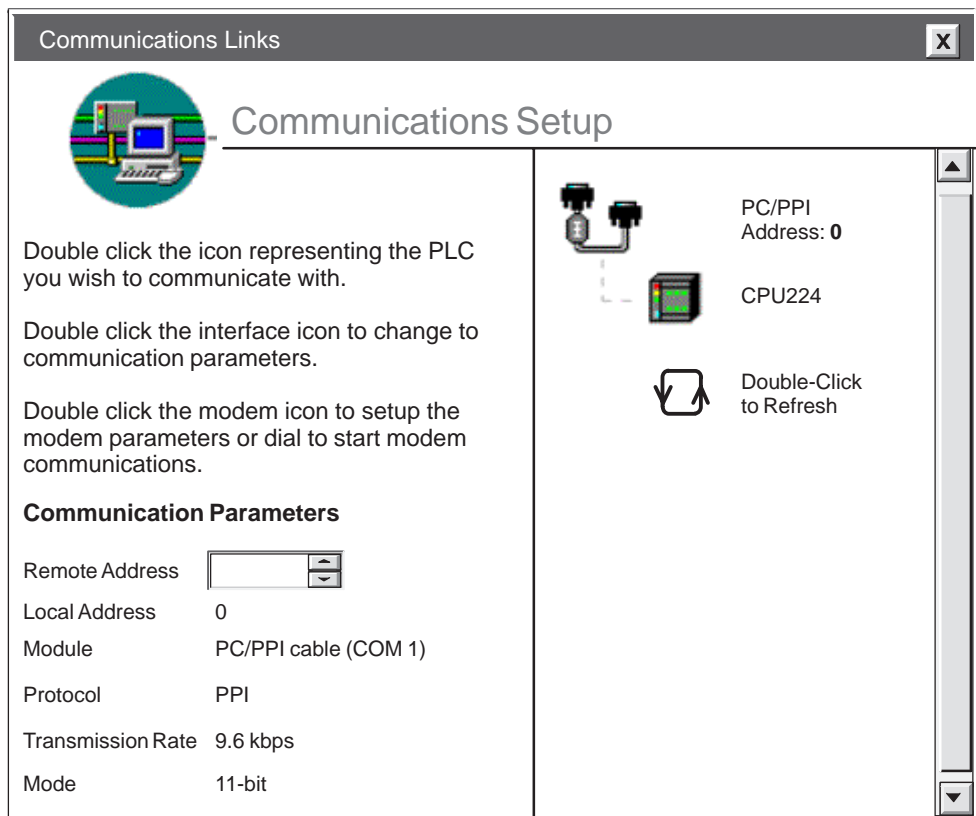 Communications Links
X
Communications Setup
Double click the icon representing the PLC
you wish to communicate with.
Double click the interface icon to change to
communication parameters.
Double click the modem icon to setup the
modem parameters or dial to start modem
communications.
Communication Parameters
Remote Address
Local Address 0
Module PC/PPI cable (COM 1)
Protocol PPI
Transmission Rate 9.6 kbps
Mode 11-bit
PC/PPI
Address: 0
CPU224
Double-Click
to Refresh